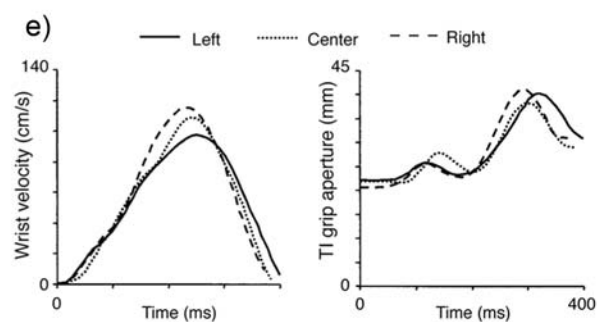 e)
Left Center Right
140
Wrist velocity (cm/s)
0
0 Time (ms)
45
TI grip aperture (mm)
0
0 Time (ms) 400